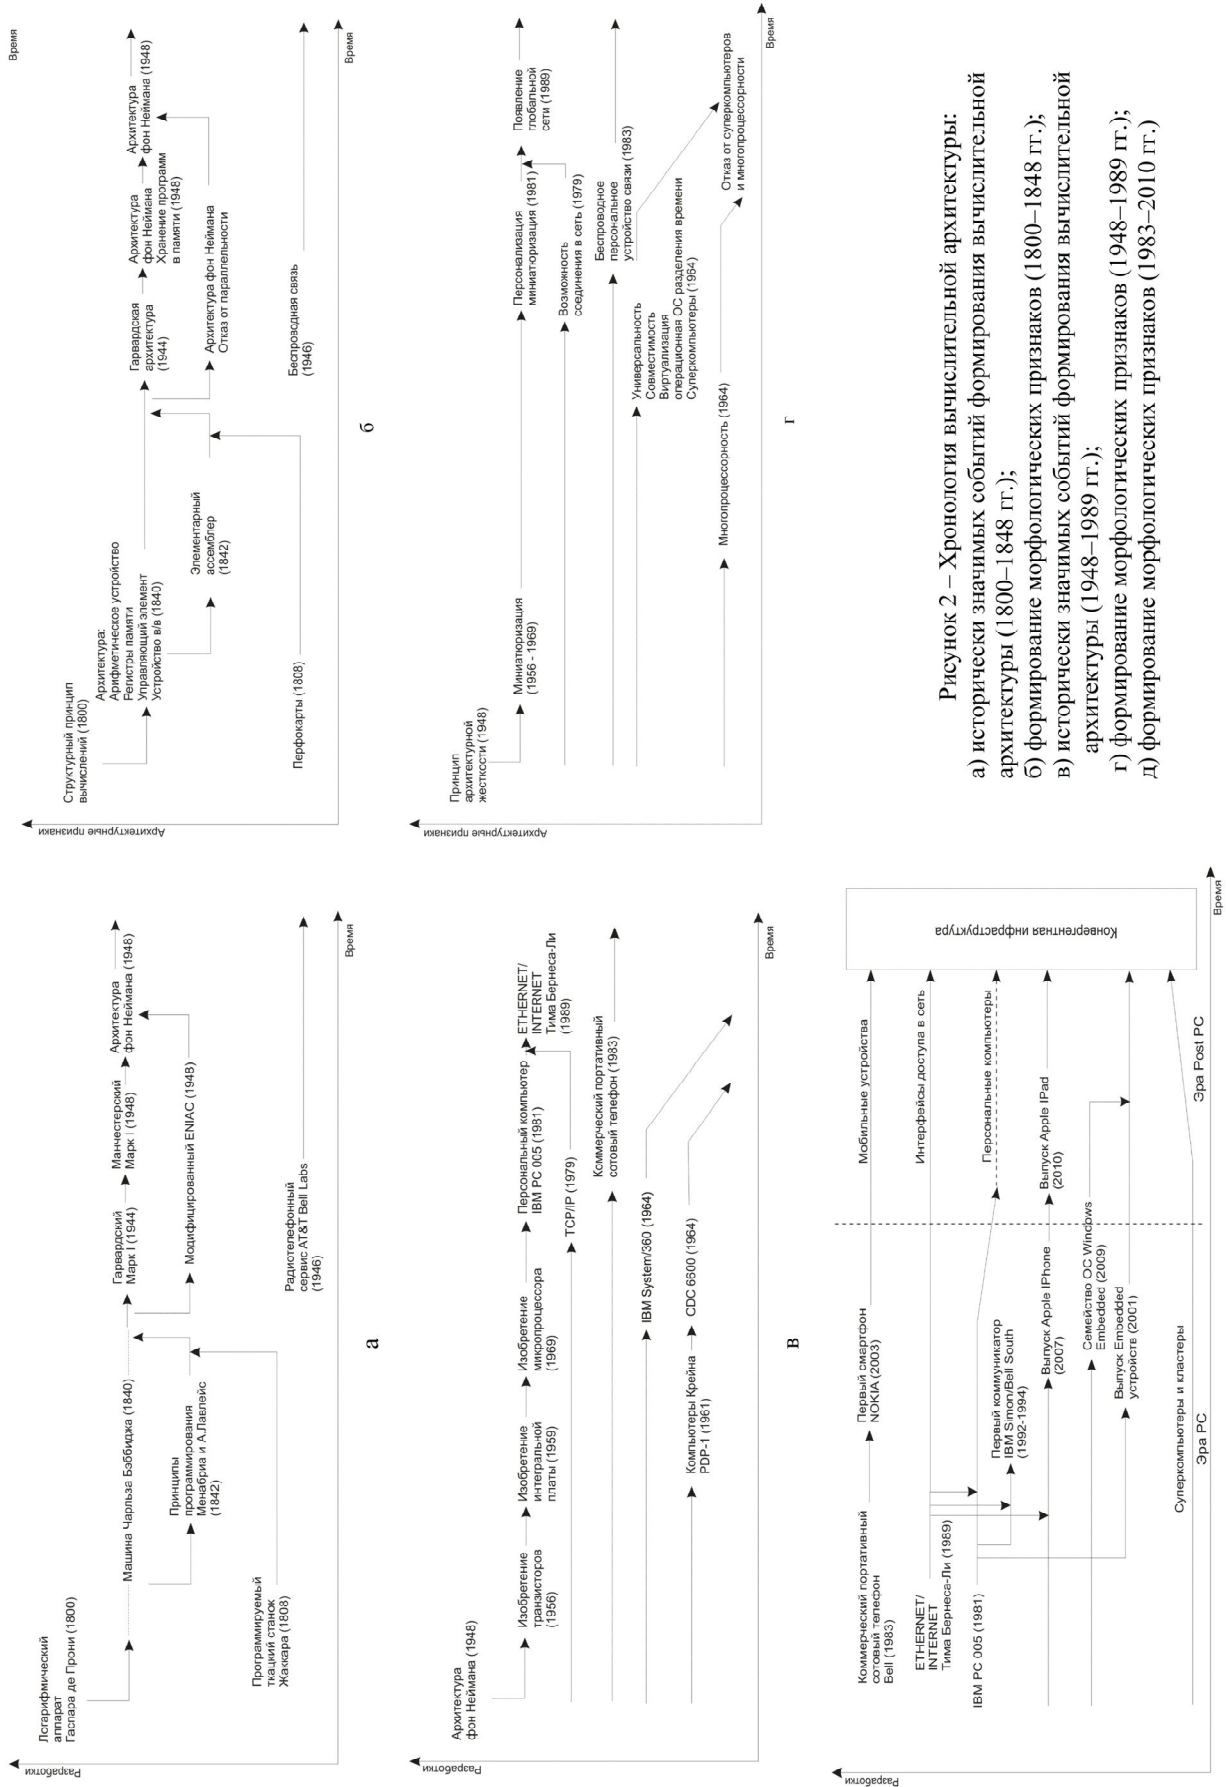 Разработки
Логарифмический
аппарат
Гаспара де Прони (1800)
Машина Чарльза Бэббиджа (1840)
Гарвардский
Марк I (1944)
Манчестерский
Марк I (1948)
Архитектура
фон Неймана (1948)
Принципы
программирования
Менабриа и А.Лавлейс
(1842)
Модифицированный ENIAC (1948)
Программируемый
ткацкий станок
Жаккара (1808)
Радиотелефонный
сервис AT&T Bell Labs
(1946)
Время
а
Архитектурные признаки
Структурный принцип
вычислений (1800)
Архитектура:
Арифметическое устройство
Регистры памяти
Управляющий элемент
Устройство в/в (1840)
Гарвардская
архитектура
(1944)
Архитектура
фон Неймана
Хранение программ
в памяти (1948)
Архитектура
фон Неймана (1948)
Элементарный
ассемблер
(1842)
Архитектура фон Неймана
Отказ от параллельности
Перфокарты (1808)
Беспроводная связь
(1946)
Время
Время
б
Разработки
Архитектура
фон Неймана (1948)
Изобретение
транзисторов
(1956)
Изобретение
интегральной
платы (1959)
Изобретение
микропроцессора
(1969)
Персональный компьютер
IBM PC 005 (1981)
ETHERNET/
INTERNET
Тима Бернеса-Ли
(1989)
TCP/IP (1979)
Коммерческий портативный
сотовый телефон (1983)
IBM System/360 (1964)
Компьютеры Крейна
PDP-1 (1961)
CDC 6600 (1964)
Время
в
Архитектурные признаки
Принцип
архитектурной
жесткости (1948)
Миниатюризация
(1956 - 1969)
Персонализация
миниатюризация (1981)
Появление
глобальной
сети (1989)
Возможность
соединения в сеть (1979)
Беспроводное
персональное
устройство связи (1983)
Универсальность
Совместимость
Виртуализация
операционная ОС разделения времени
Суперкомпьютеры (1964)
Многопроцессорность (1964)
Отказ от суперкомпьютеров
и многопроцессорности
Время
г
Разработки
Коммерческий портативный
сотовый телефон
Bell (1983)
Первый смартфон
NOKIA (2003)
Мобильные устройства
ETHERNET/
INTERNET
Тима Бернеса-Ли (1989)
Интерфейсы доступа в сеть
IBM PC 005 (1981)
Первый коммуникатор
IBM Simon/Bell South
(1992-1994)
Персональные компьютеры
Выпуск Apple IPhone
(2007)
Выпуск Apple IPad
(2010)
Семейство ОС Windows
Embedded (2009)
Выпуск Embedded
устройств (2001)
Суперкомпьютеры и кластеры
Эра PC
Эра Post PC
Конвергентная инфраструктура
Время
Рисунок 2 – Хронология вычислительной архитектуры:
а) исторически значимых событий формирования вычислительной
архитектуры (1800–1848 гг.);
б) формирование морфологических признаков (1800–1848 гг.);
в) исторически значимых событий формирования вычислительной
архитектуры (1948–1989 гг.);
г) формирование морфологических признаков (1948–1989 гг.);
д) формирование морфологических признаков (1983–2010 гг.)